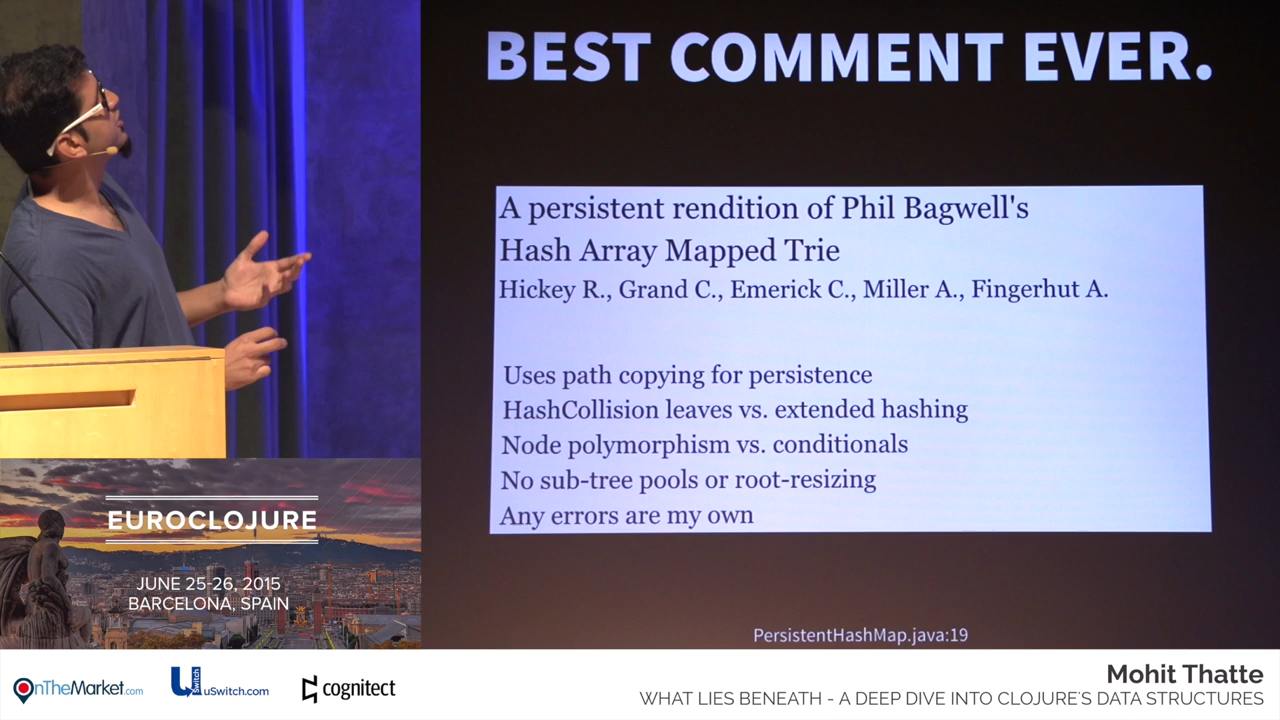 BEST COMMENT EVER.
A persistent rendition of Phil Bagwell's
Hash Array Mapped Trie
Hickey R., Grand C., Emerick C., Miller A., Fingerhut A.
Uses path copying for persistence
HashCollision leaves vs. extended hashing
Node polymorphism vs. conditionals
No sub-tree pools or root-resizing
Any errors are my own
PersistentHashMap.java:19
EUROCLOJURE
JUNE 25-26, 2015
BARCELONA, SPAIN
OnTheMarket.com
USwitch uSwitch.com
cognitect
Mohit Thatte
WHAT LIES BENEATH - A DEEP DIVE INTO CLOJURE'S DATA STRUCTURES